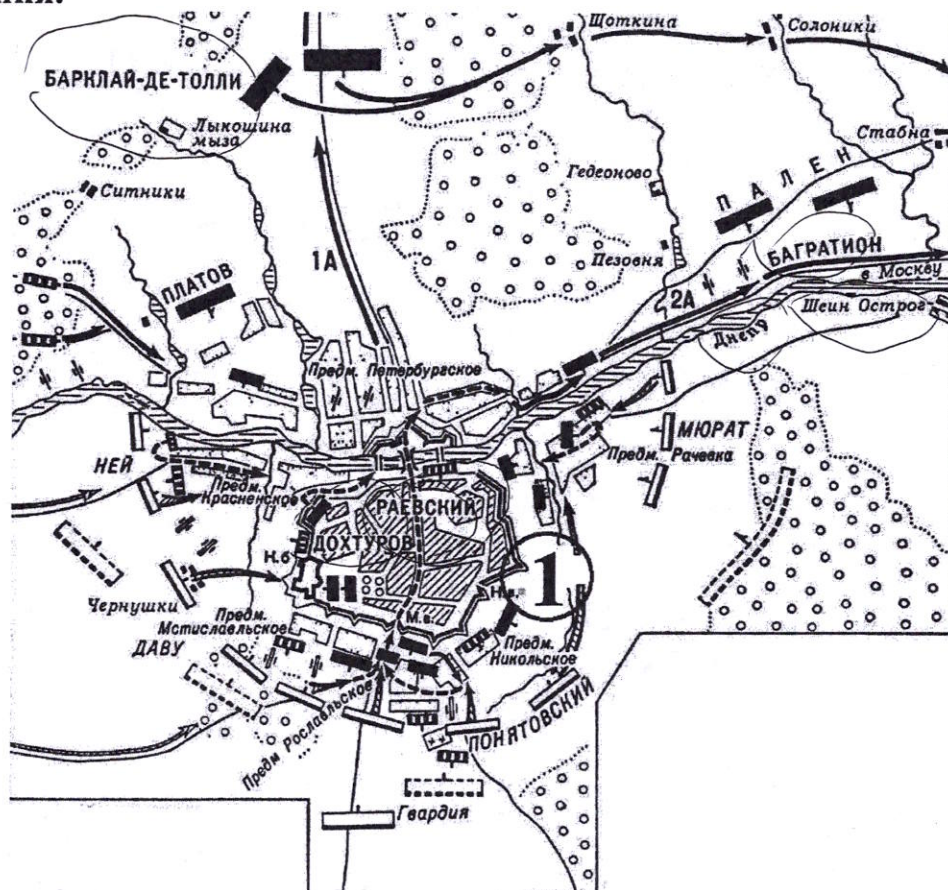 ния.
Щоткина
Солоники
БАРКЛАЙ-ДЕ-ТОЛЛИ
Лыкошина
мыза
Стабна
Ситники
Гедеоново
ПАЛЕН
1А
Пезовня
БАГРАТИОН
в Москву
ПЛАТОВ
2А
Шеин Острог
Днепр
Предм. Петербургское
НЕЙ
МЮРАТ
Предм. Рачевка
Предм.
Красненское
РАЕВСКИЙ
ДОХТУРОВ
К.б
1
Чернушки
Предм.
Мстиславльское
М.в.
Предм.
Никольское
ДАВУ
Предм Рославльское
ПОНЯТОВСКИЙ
Гвардия